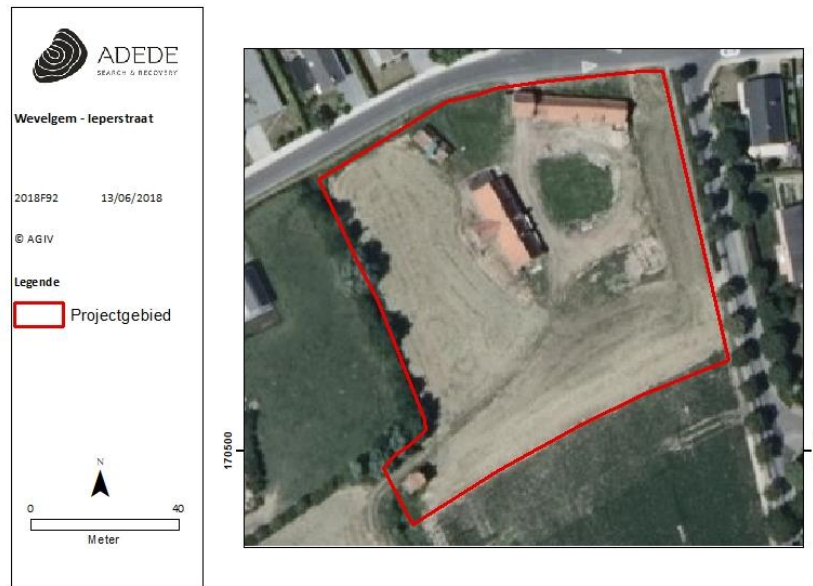 ADEDE
SEARCH & RECOVERY
Wevelgem - Ieperstraat
2018F92 13/06/2018
© AGIV
Legende
Projectgebied
N
0 40
Meter
170500